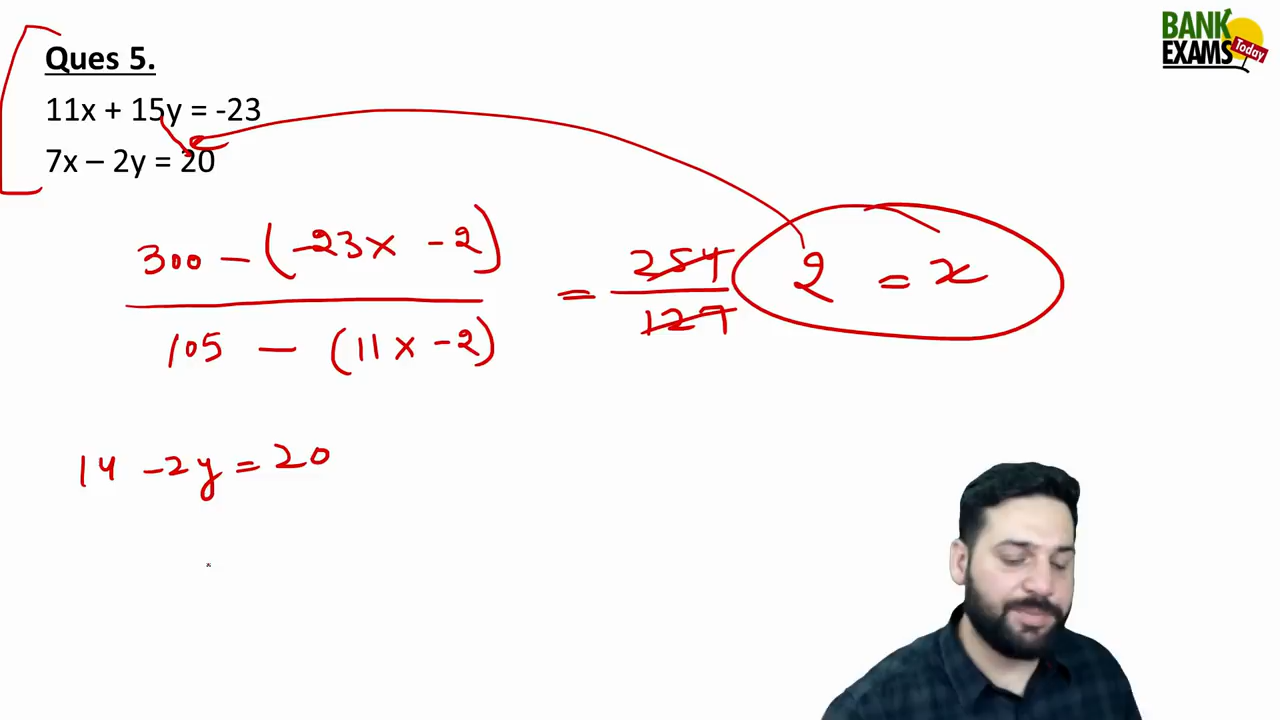 BANK
EXAMS Today
Ques 5.
11x + 15y = -23
7x – 2y = 20
300 - (-23x -2)
105 - (11x -2)
= 254
127
2 = x
14 -2y = 20